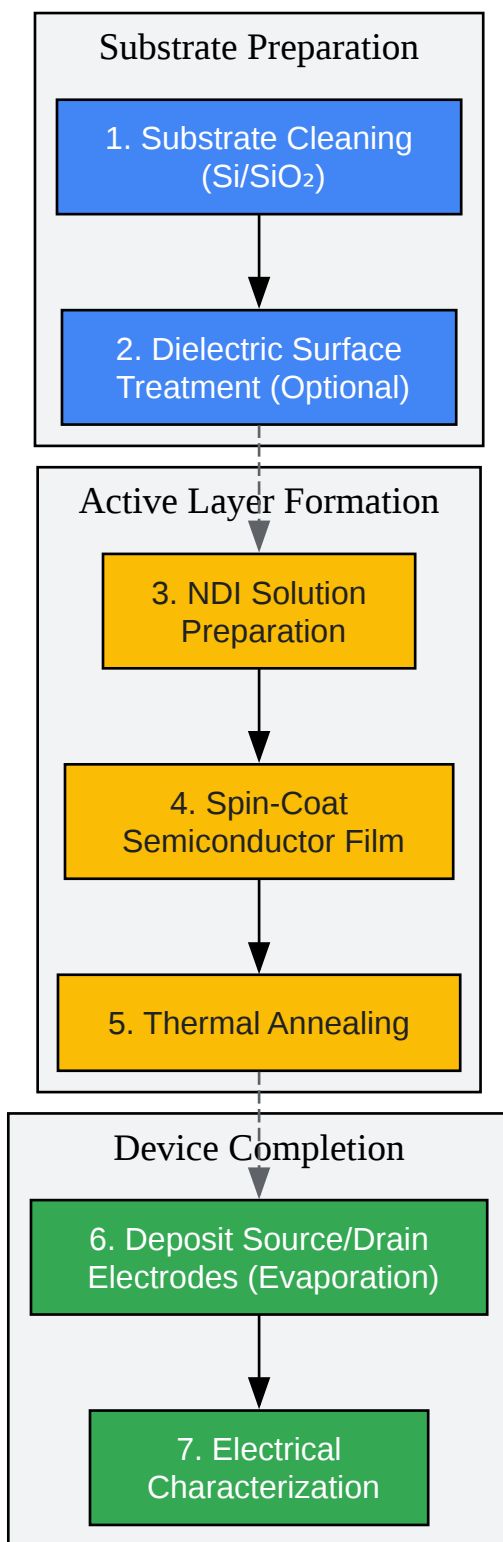 Substrate Preparation
1. Substrate Cleaning
(Si/SiO₂)
2. Dielectric Surface
Treatment (Optional)
Active Layer Formation
3. NDI Solution
Preparation
4. Spin-Coat
Semiconductor Film
5. Thermal Annealing
Device Completion
6. Deposit Source/Drain
Electrodes (Evaporation)
7. Electrical
Characterization